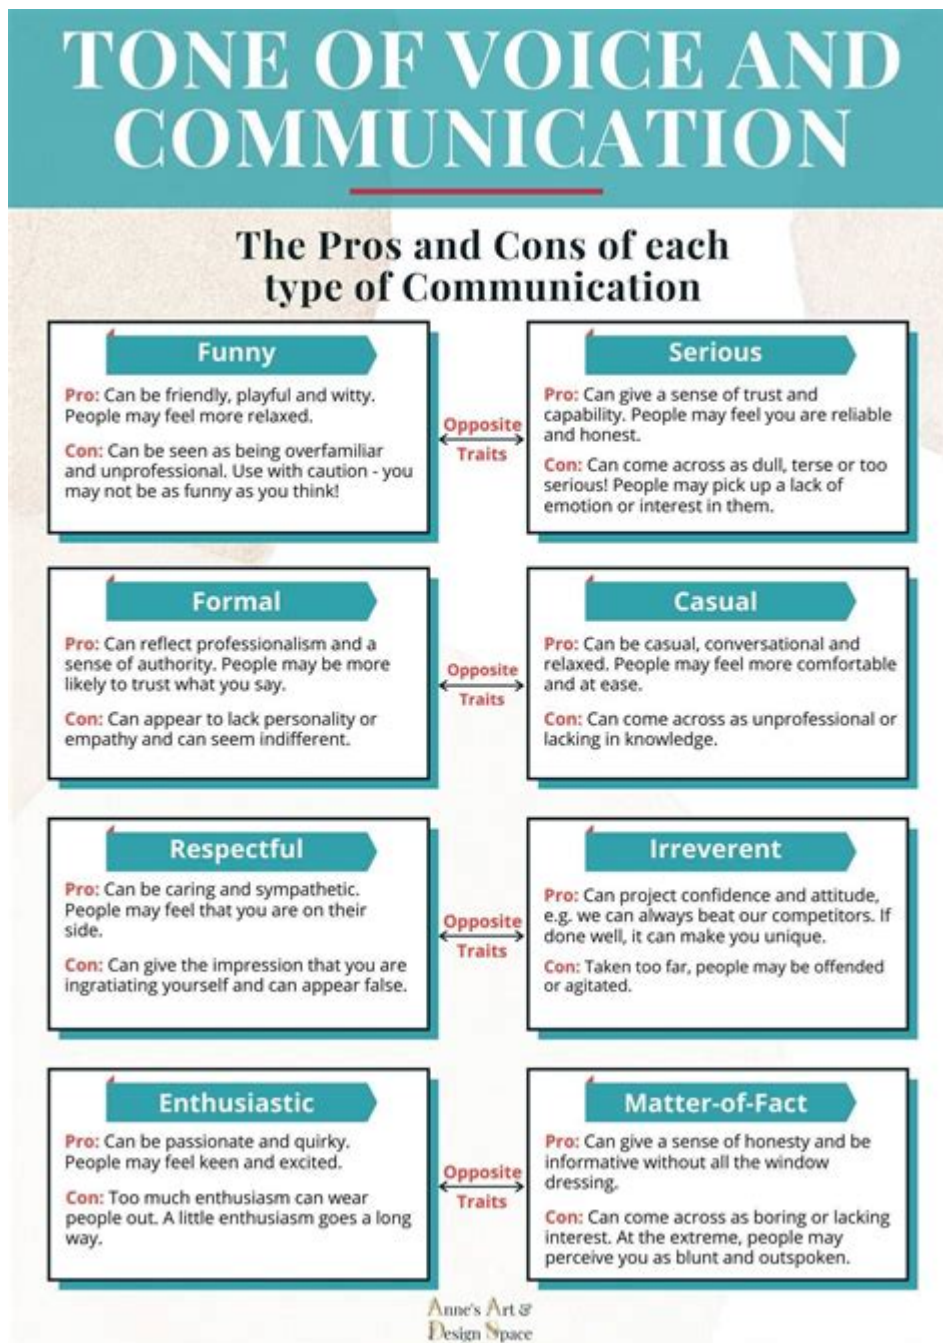 TONE OF VOICE AND
COMMUNICATION
The Pros and Cons of each
type of Communication
Funny
Pro: Can be friendly, playful and witty.
People may feel more relaxed.
Con: Can be seen as being overfamiliar
and unprofessional. Use with caution - you
may not be as funny as you think!
Opposite
Traits
Serious
Pro: Can give a sense of trust and
capability. People may feel you are reliable
and honest.
Con: Can come across as dull, terse or too
serious! People may pick up a lack of
emotion or interest in them.
Formal
Pro: Can reflect professionalism and a
sense of authority. People may be more
likely to trust what you say.
Con: Can appear to lack personality or
empathy and can seem indifferent.
Opposite
Traits
Casual
Pro: Can be casual, conversational and
relaxed. People may feel more comfortable
and at ease.
Con: Can come across as unprofessional or
lacking in knowledge.
Respectful
Pro: Can be caring and sympathetic.
People may feel that you are on their
side.
Con: Can give the impression that you are
ingratiating yourself and can appear false.
Opposite
Traits
Irreverent
Pro: Can project confidence and attitude,
e.g. we can always beat our competitors. If
done well, it can make you unique.
Con: Taken too far, people may be offended
or agitated.
Enthusiastic
Pro: Can be passionate and quirky.
People may feel keen and excited.
Con: Too much enthusiasm can wear
people out. A little enthusiasm goes a long
way.
Opposite
Traits
Matter-of-Fact
Pro: Can give a sense of honesty and be
informative without all the window
dressing.
Con: Can come across as boring or lacking
interest. At the extreme, people may
perceive you as blunt and outspoken.
Anne's Art &
Design Space